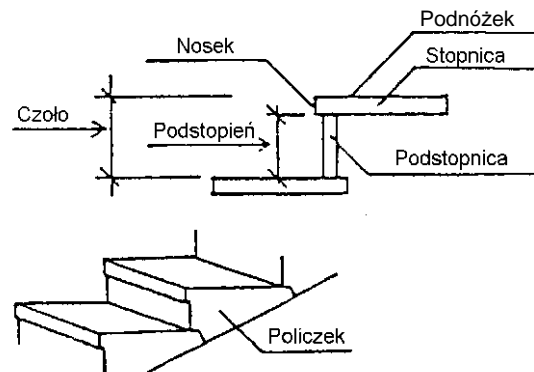 Podnóżek
Nosek
Stopnica
Czoło
Podstopień
Podstopnica
Policzek